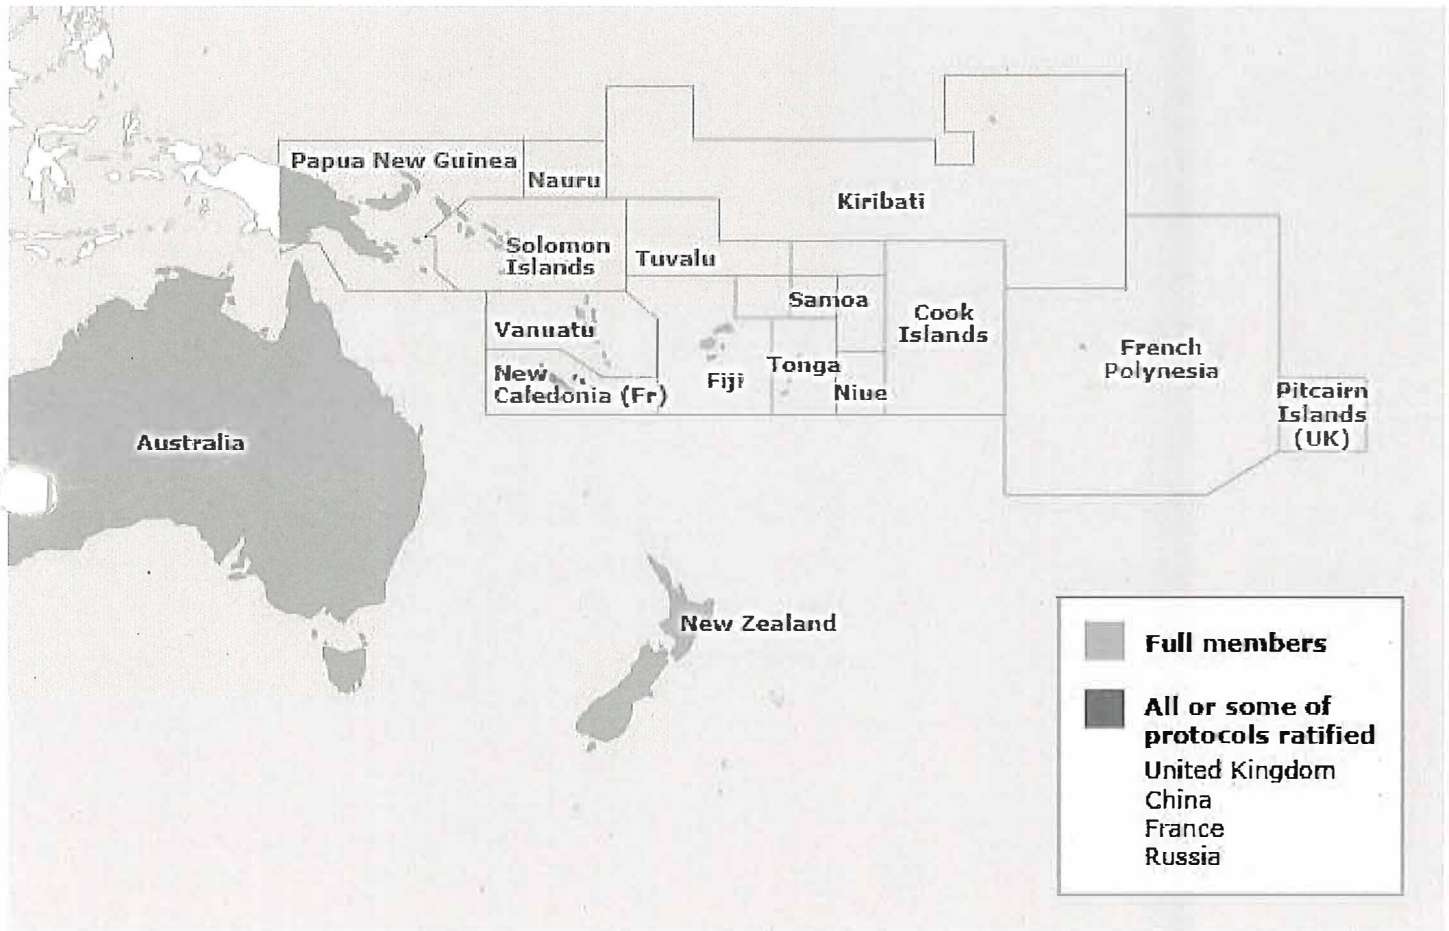 Papua New Guinea
Nauru
Kiribati
Solomon
Islands
Tuvalu
Samoa
Cook
Islands
Vanuatu
New
Caledonia (Fr)
Fiji
Tonga
Niue
French
Polynesia
Pitcairn
Islands
(UK)
Australia
New Zealand
Full members
All or some of
protocols ratified
United Kingdom
China
France
Russia